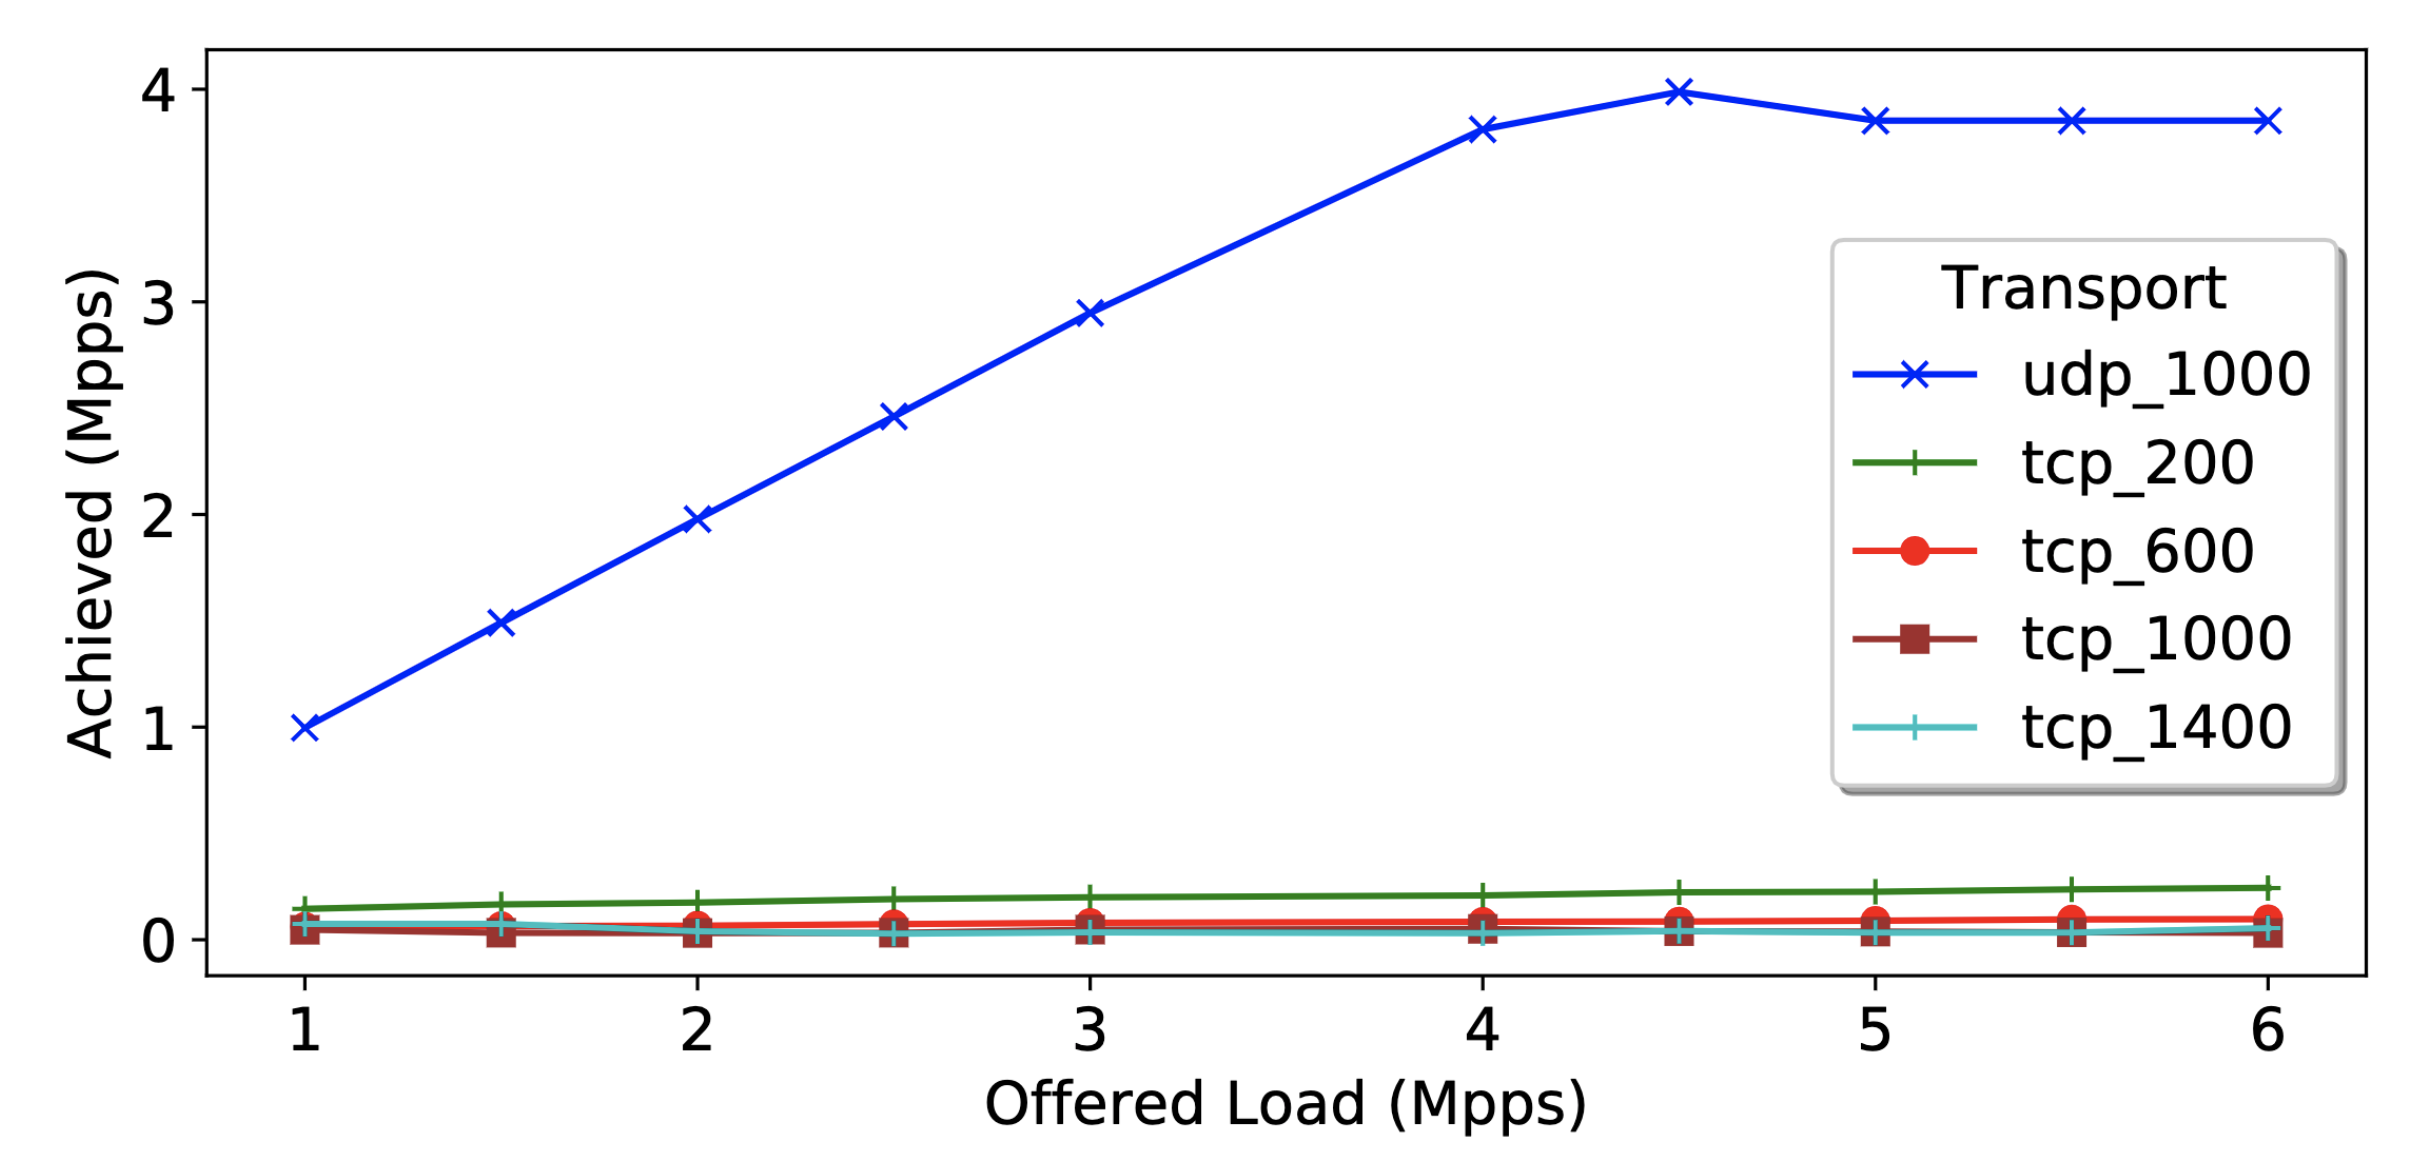 4
3
2
1
0
Achieved (Mpps)
Transport
udp_1000
tcp_200
tcp_600
tcp_1000
tcp_1400
1 2 3 4 5 6
Offered Load (Mpps)